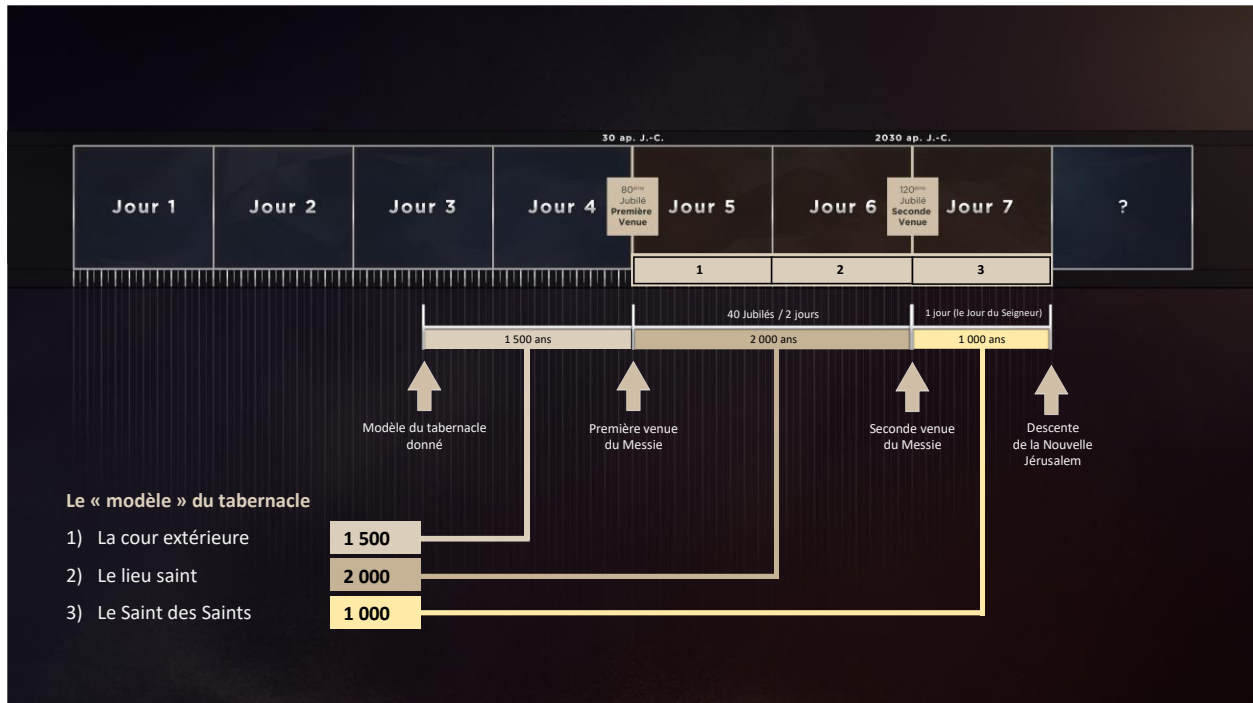 30 ap. J.-C.
2030 ap. J.-C.
Jour 1
Jour 2
Jour 3
Jour 4
80ème
Jubilé
Première
Venue
Jour 5
Jour 6
120ème
Jubilé
Seconde
Venue
Jour 7
?
1
2
3
40 Jubilés / 2 jours
1 jour (le Jour du Seigneur)
1 500 ans
2 000 ans
1 000 ans
Modèle du tabernacle
donné
Première venue
du Messie
Seconde venue
du Messie
Descente
de la Nouvelle
Jérusalem
Le « modèle » du tabernacle
1) La cour extérieure
1 500
2) Le lieu saint
2 000
3) Le Saint des Saints
1 000